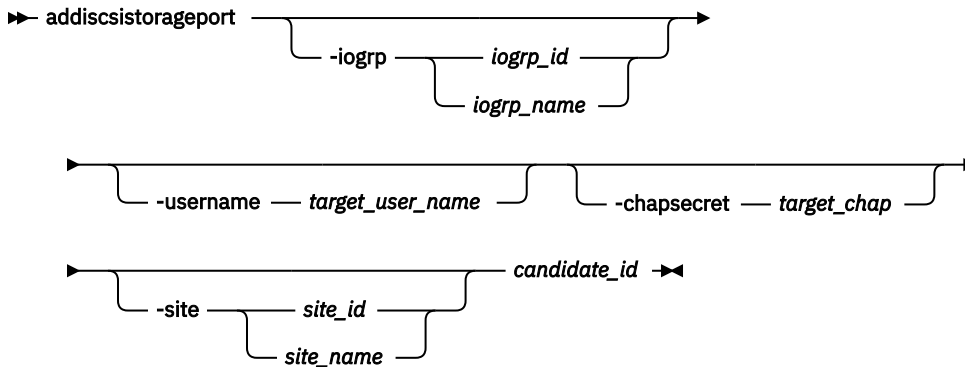 addiscsistorageport
-iogrp iogrp_id
iogrp_name
-username target_user_name -chapsecret target_chap
candidate_id
-site site_id
site_name